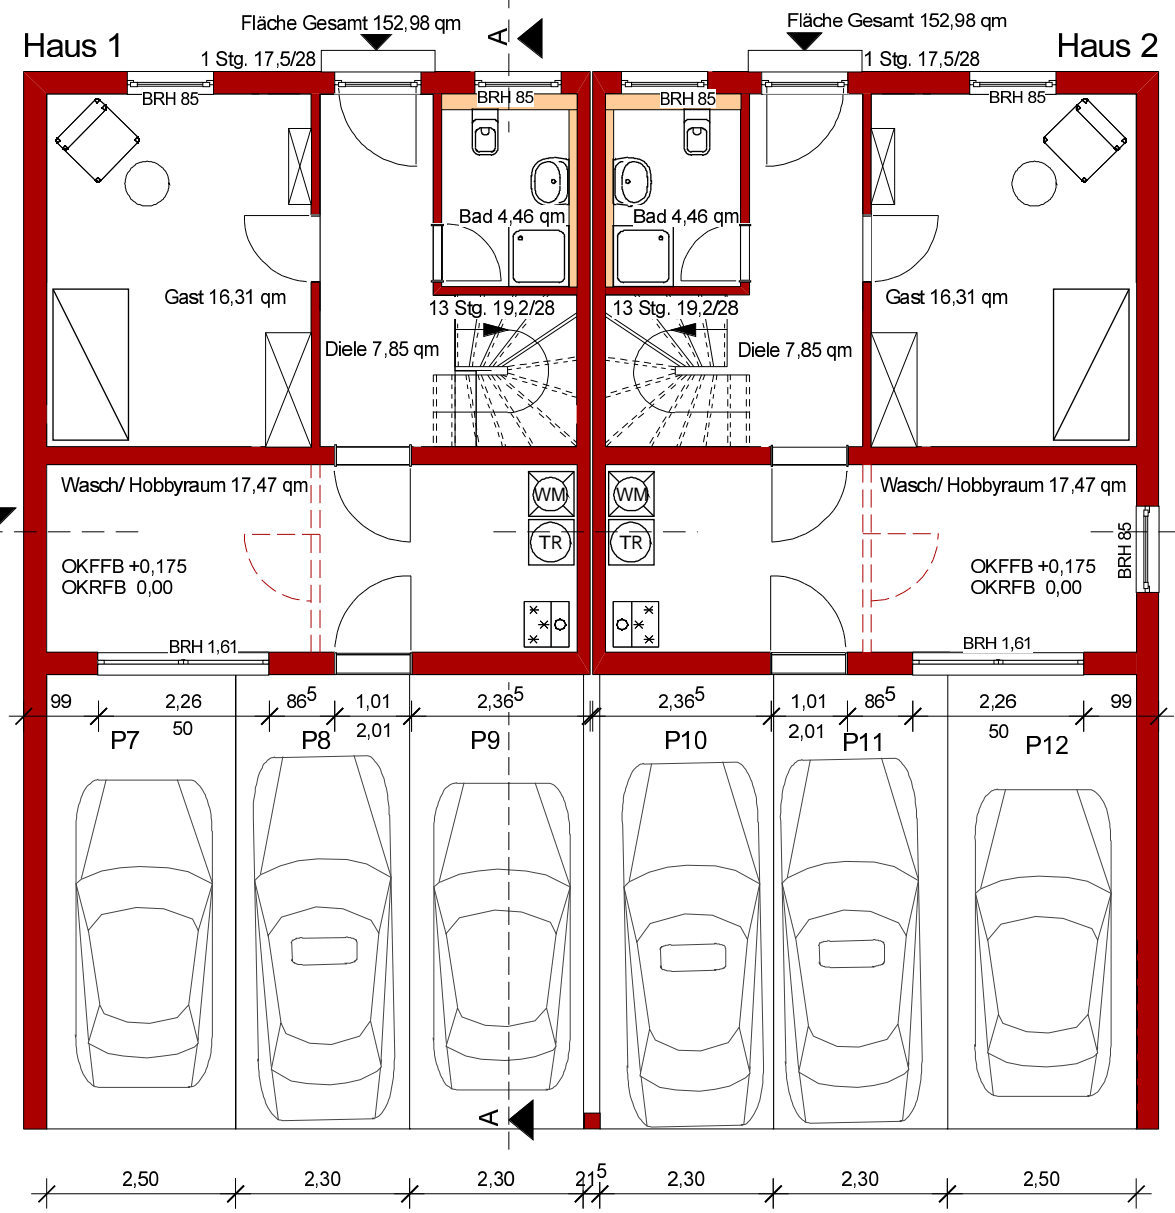 Fläche Gesamt 152,98 qm
Fläche Gesamt 152,98 qm
Haus 1
A
Haus 2
1 Stg. 17,5/28
1 Stg. 17,5/28
BRH 85
BRH 85
BRH 85
BRH 85
Bad 4,46 qm
Bad 4,46 qm
Gast 16,31 qm
Gast 16,31 qm
13 Stg. 19,2/28
13 Stg. 19,2/28
Diele 7,85 qm
Diele 7,85 qm
Wasch/ Hobbyraum 17,47 qm
Wasch/ Hobbyraum 17,47 qm
WM
WM
TR
TR
BRH 85
OKFFB +0,175
OKRFB 0,00
OKFFB +0,175
OKRFB 0,00
BRH 1,61
BRH 1,61
99 2,26 86⁵ 1,01 2,36⁵ 2,36⁵ 1,01 86⁵ 2,26 99
50 2,01 2,01 50
P7 P8 P9 P10 P11 P12
A
2,50 2,30 2,30 21⁵ 2,30 2,30 2,50